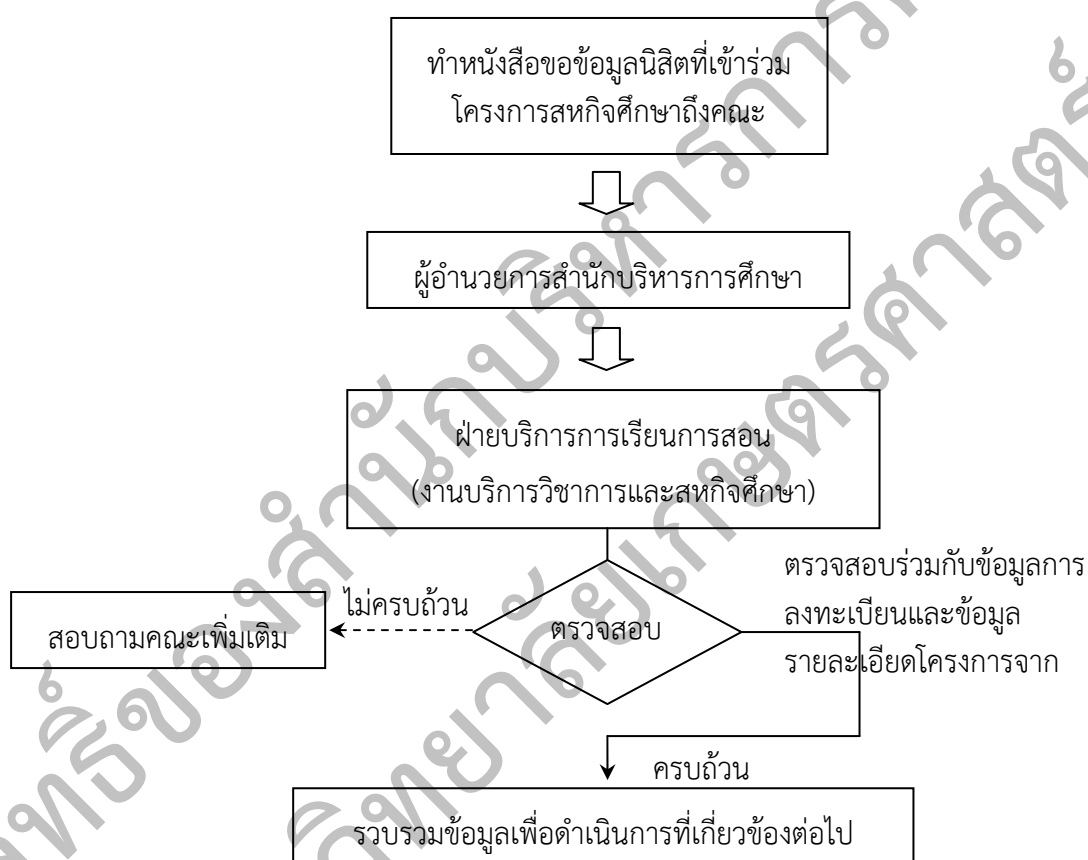 ทำหนังสือขอข้อมูลนิสิตที่เข้าร่วม
โครงการสหกิจศึกษาถึงคณะ
ผู้อำนวยการสำนักบริหารการศึกษา
ฝ่ายบริการการเรียนการสอน
(งานบริการวิชาการและสหกิจศึกษา)
ตรวจสอบร่วมกับข้อมูลการ
ลงทะเบียนและข้อมูล
รายละเอียดโครงการจาก
ไม่ครบถ้วน
สอบถามคณะเพิ่มเติม
ตรวจสอบ
ครบถ้วน
รวบรวมข้อมูลเพื่อดำเนินการที่เกี่ยวข้องต่อไป